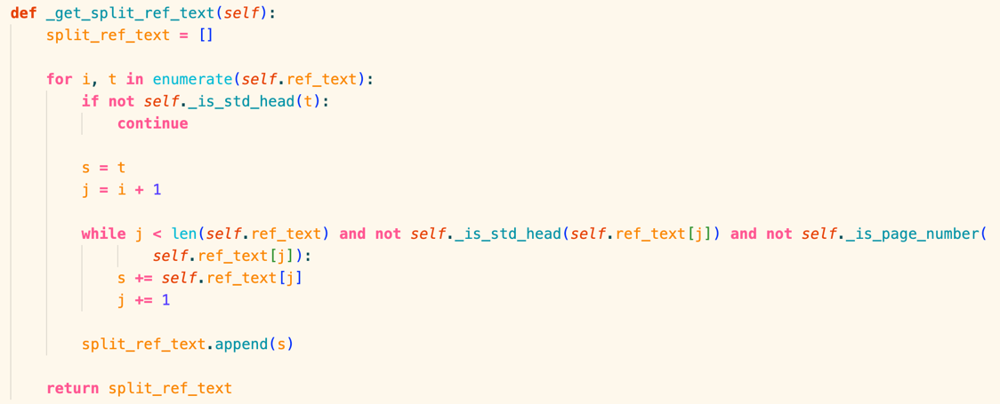 def _get_split_ref_text(self):
    split_ref_text = []

    for i, t in enumerate(self.ref_text):
        if not self._is_std_head(t):
            continue

        s = t
        j = i + 1

        while j < len(self.ref_text) and not self._is_std_head(self.ref_text[j]) and not self._is_page_number(
                self.ref_text[j]):
            s += self.ref_text[j]
            j += 1

        split_ref_text.append(s)

    return split_ref_text